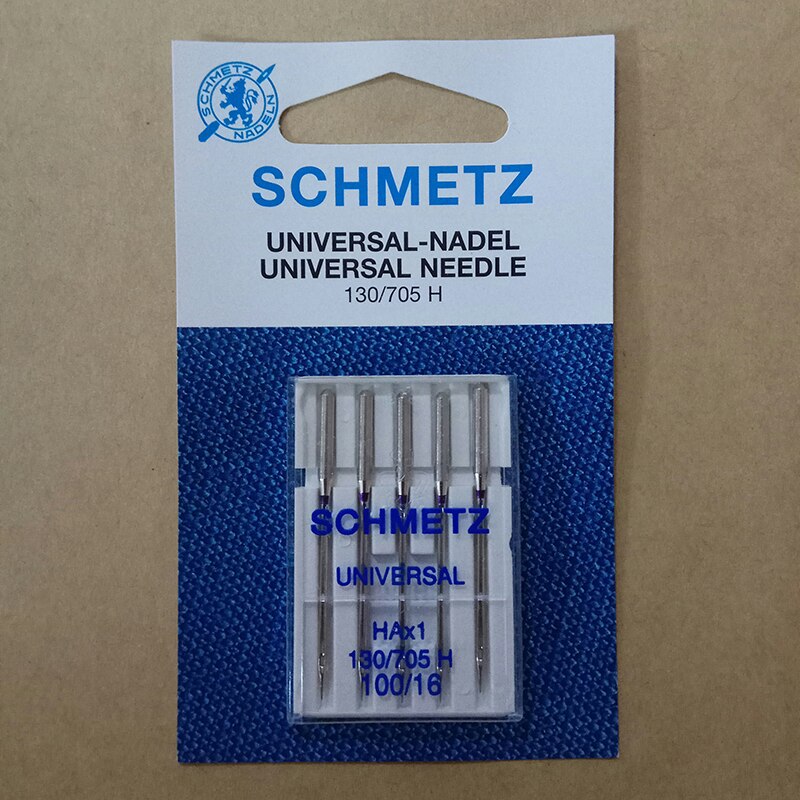 SCHMETZ
NADELN
SCHMETZ
UNIVERSAL-NADEL
UNIVERSAL NEEDLE
130/705 H
SCHMETZ
UNIVERSAL
HAx1
130/705 H
100/16